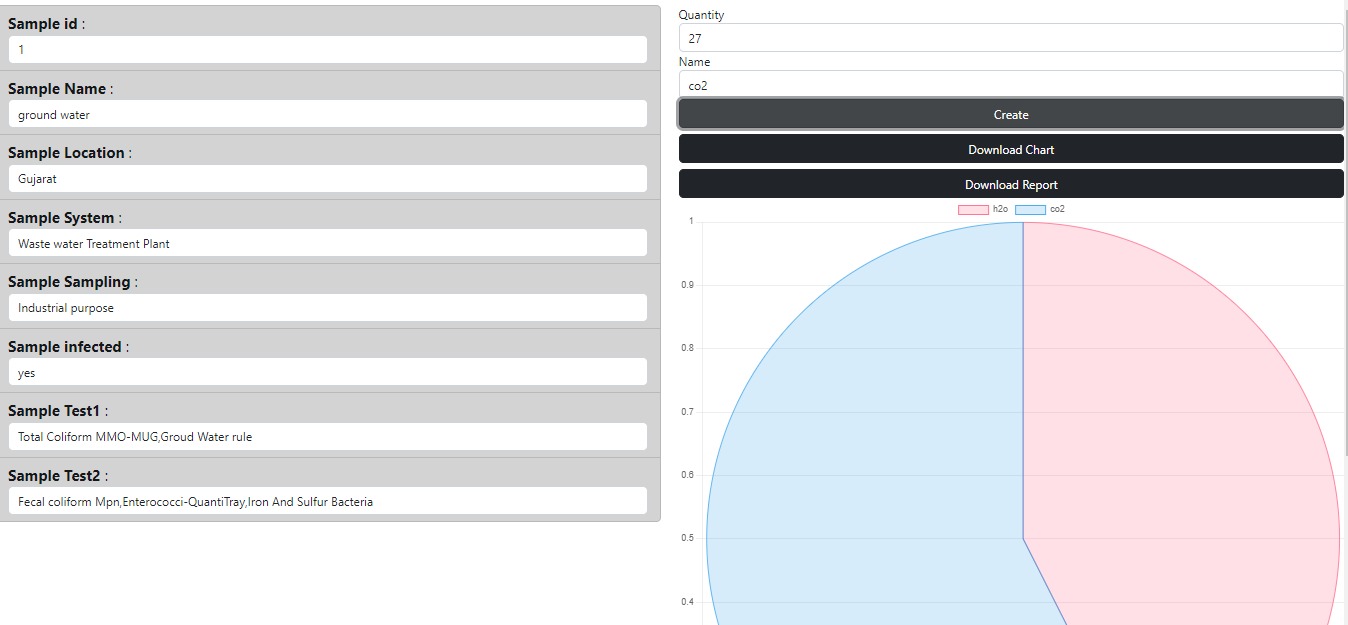 Sample id :
1
Sample Name :
ground water
Sample Location :
Gujarat
Sample System :
Waste water Treatment Plant
Sample Sampling :
Industrial purpose
Sample infected :
yes
Sample Test1 :
Total Coliform MMO-MUG,Groud Water rule
Sample Test2 :
Fecal coliform Mpn,Enterococci-QuantiTray,Iron And Sulfur Bacteria
Quantity
27
Name
co2
Create
Download Chart
Download Report
h2o co2
1
0.9
0.8
0.7
0.6
0.5
0.4